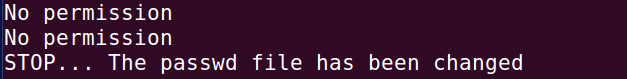 No permission
No permission
STOP... The passwd file has been changed